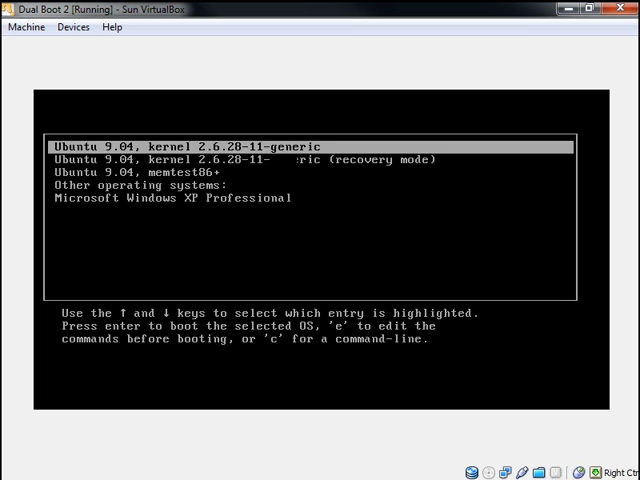 Dual Boot 2 [Running] - Sun VirtualBox
Machine Devices Help
Ubuntu 9.04, kernel 2.6.28-11-generic
Ubuntu 9.04, kernel 2.6.28-11- ric (recovery mode)
Ubuntu 9.04, memtest86+
Other operating systems:
Microsoft Windows XP Professional
Use the ↑ and ↓ keys to select which entry is highlighted.
Press enter to boot the selected OS, 'e' to edit the
commands before booting, or 'c' for a command-line.
Right Ctr